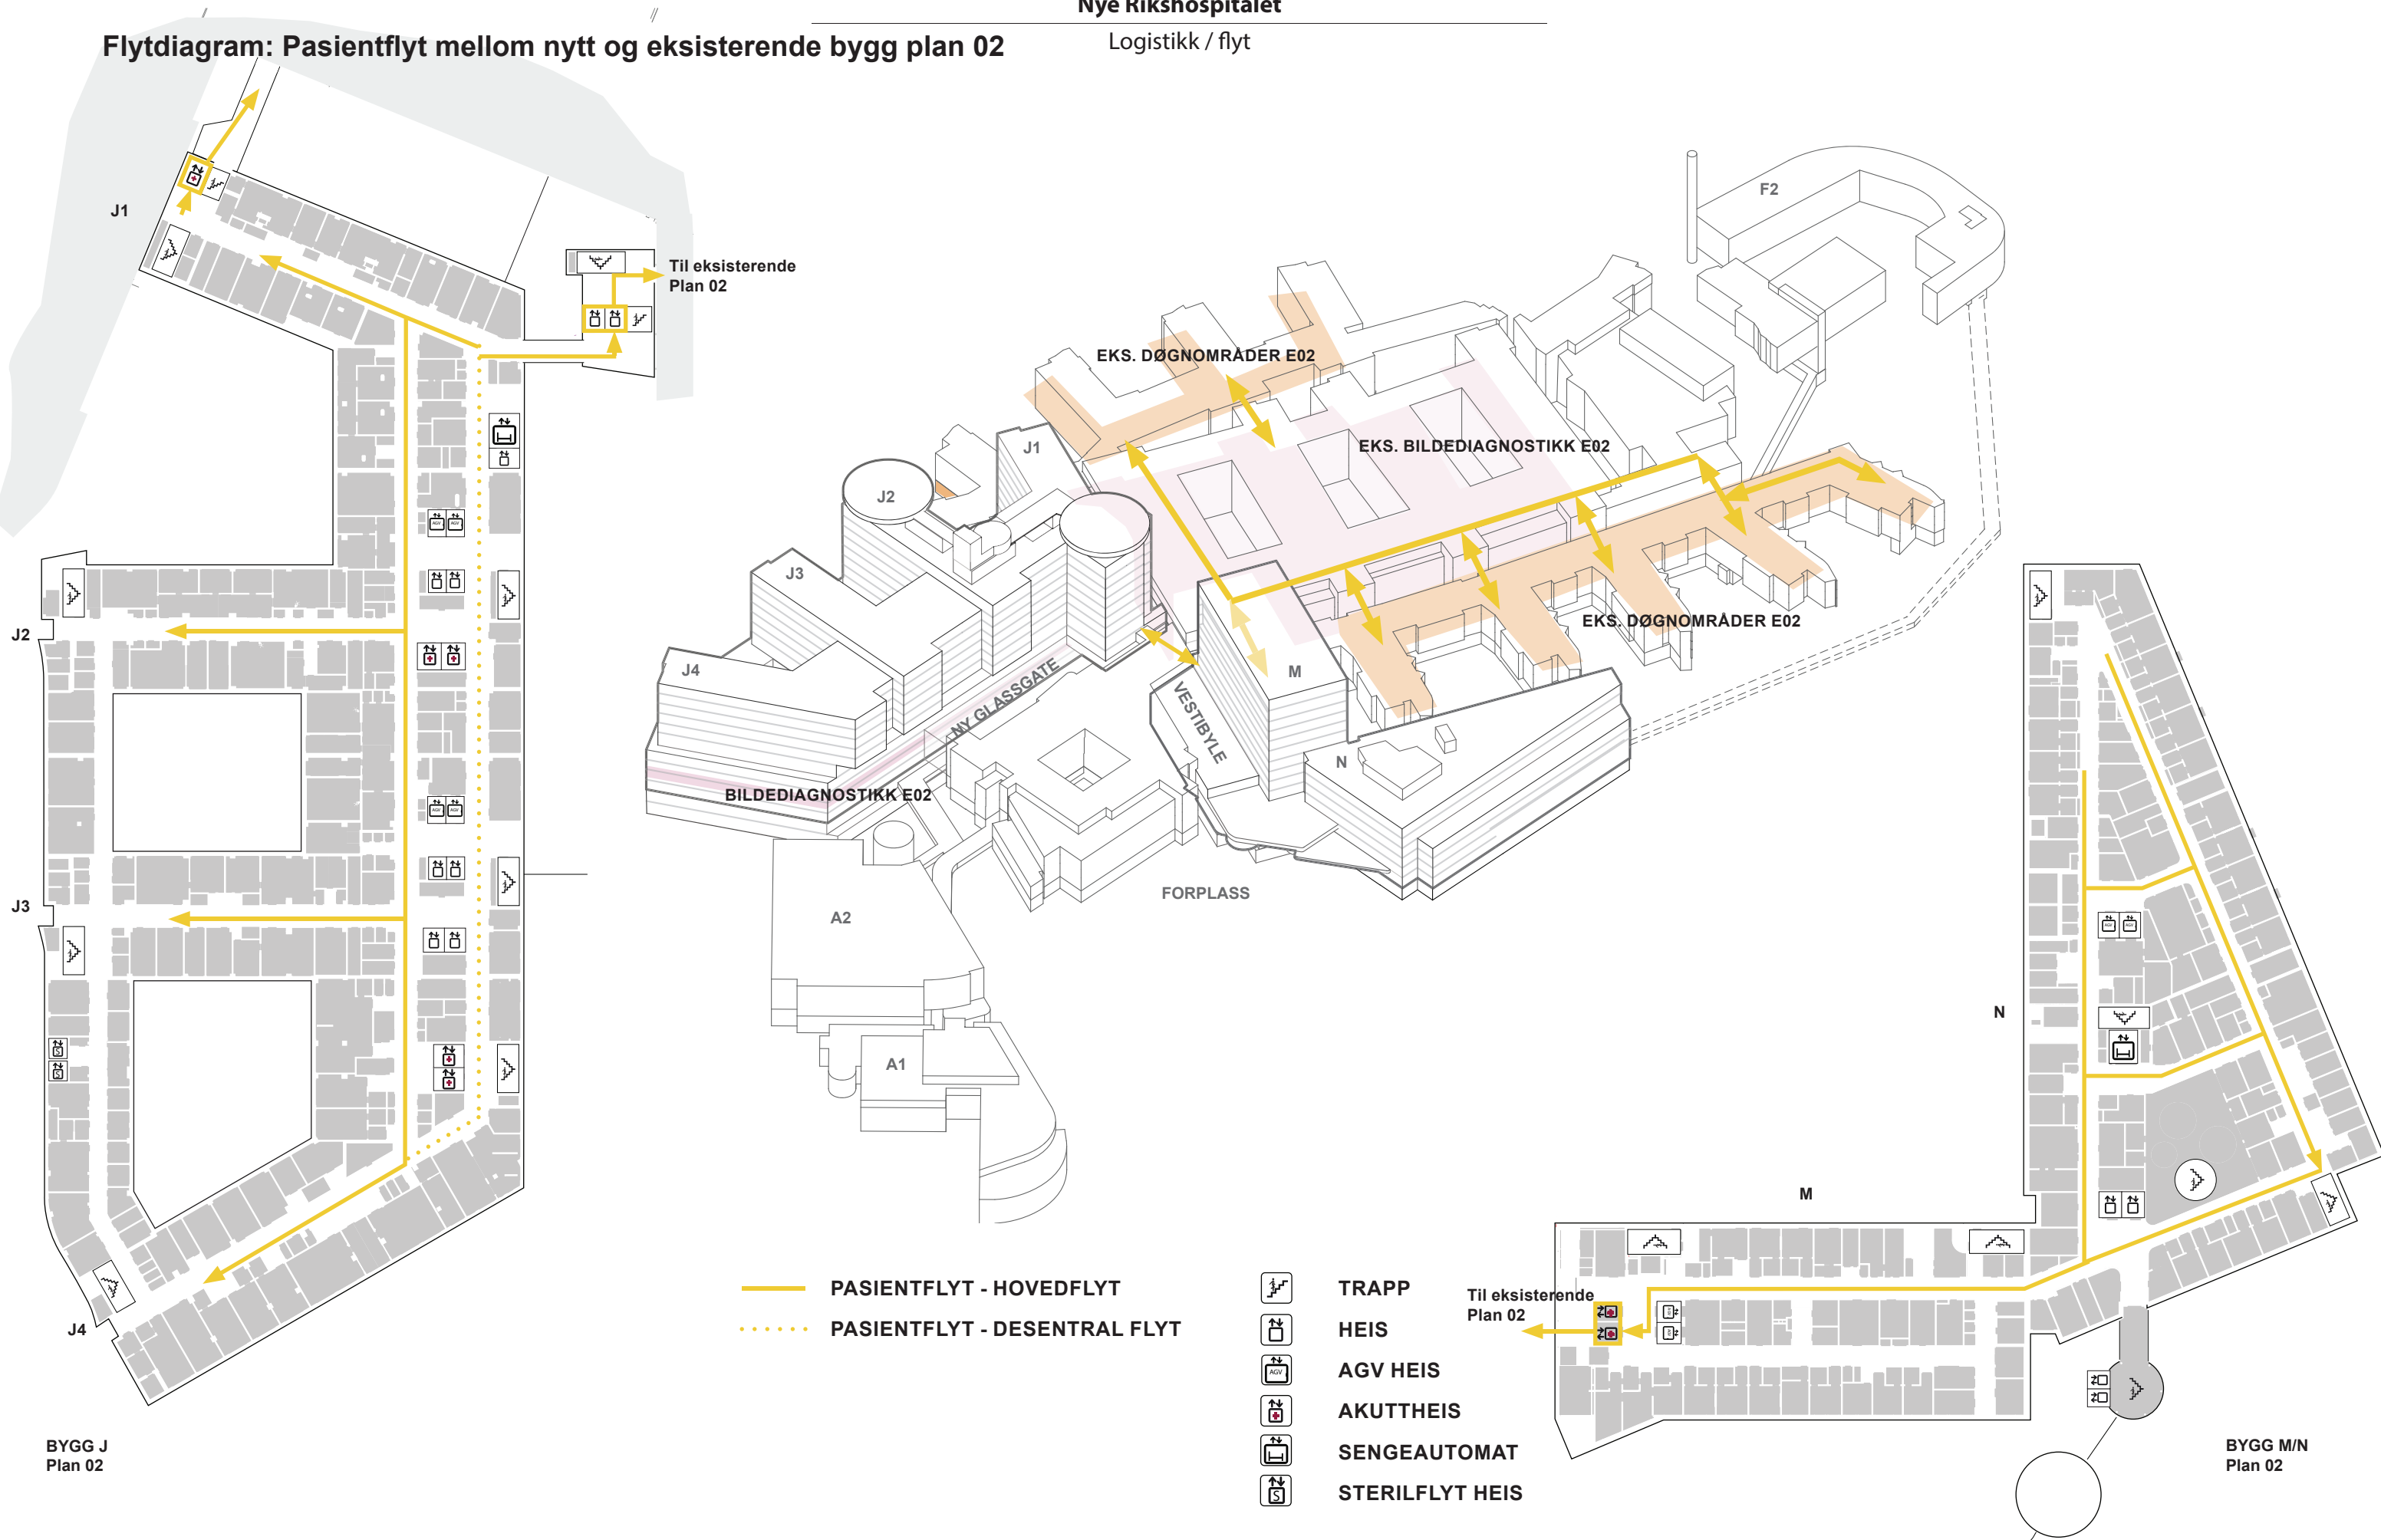 Nye Rikshospitalet
Flytdiagram: Pasientflyt mellom nytt og eksisterende bygg plan 02
Logistikk / flyt
J1
Til eksisterende
Plan 02
J2
J3
J4
BYGG J
Plan 02
F2
EKS. DØGNOMRÅDER E02
EKS. BILDEDIAGNOSTIKK E02
J1
J2
J3
J4
EKS. DØGNOMRÅDER E02
M
NY GLASSGATE
VESTIBYLE
N
BILDEDIAGNOSTIKK E02
FORPLASS
A2
A1
N
M
Til eksisterende
Plan 02
BYGG M/N
Plan 02
PASIENTFLYT - HOVEDFLYT
PASIENTFLYT - DESENTRAL FLYT
TRAPP
HEIS
AGV
AGV HEIS
AKUTTHEIS
SENGEAUTOMAT
S
STERILFLYT HEIS